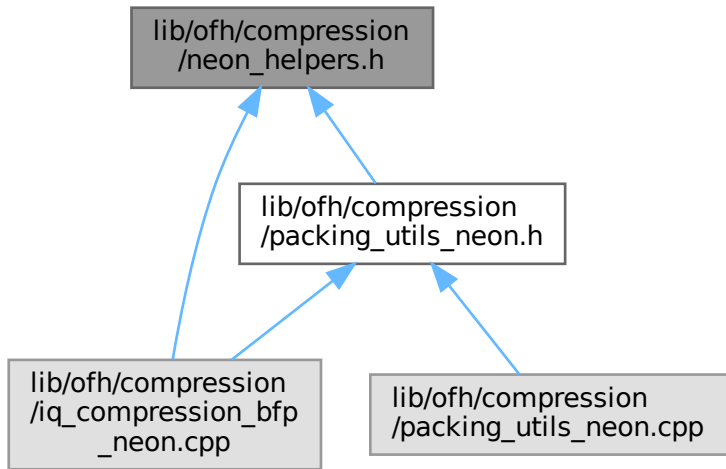 lib/ofh/compression
/neon_helpers.h
lib/ofh/compression
/packing_utils_neon.h
lib/ofh/compression
/iq_compression_bfp
_neon.cpp
lib/ofh/compression
/packing_utils_neon.cpp